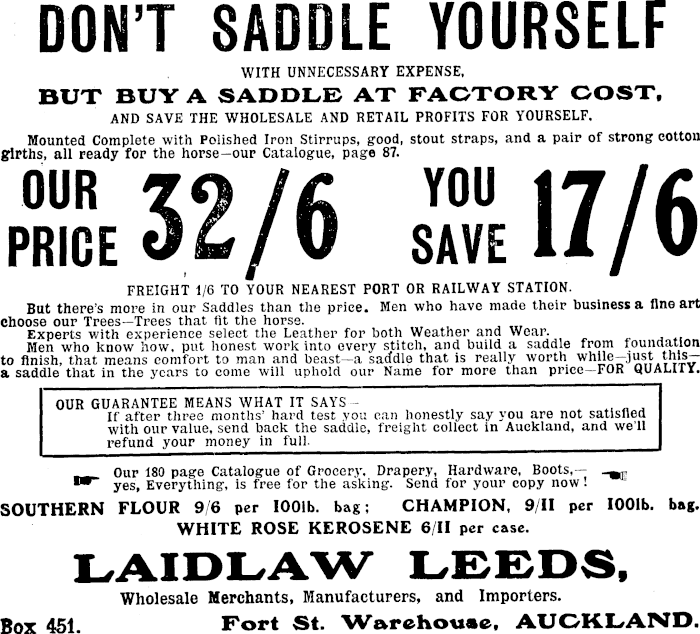 DON'T SADDLE YOURSELF
WITH UNNECESSARY EXPENSE,
BUT BUY A SADDLE AT FACTORY COST,
AND SAVE THE WHOLESALE AND RETAIL PROFITS FOR YOURSELF.
Mounted Complete with Polished Iron Stirrups, good, stout straps, and a pair of strong cotton
girths, all ready for the horse—our Catalogue, page 87.
OUR PRICE 32/6 YOU SAVE 17/6
FREIGHT 1/6 TO YOUR NEAREST PORT OR RAILWAY STATION.
But there's more in our Saddles than the price. Men who have made their business a fine art
choose our Trees—Trees that fit the horse.
Experts with experience select the Leather for both Weather and Wear.
Men who know how, put honest work into every stitch, and build a saddle from foundation
to finish, that means comfort to man and beast—a saddle that is really worth while—just this—
a saddle that in the years to come will uphold our Name for more than price—FOR QUALITY.
OUR GUARANTEE MEANS WHAT IT SAYS—
If after three months' hard test you can honestly say you are not satisfied
with our value, send back the saddle, freight collect in Auckland, and we'll
refund your money in full.
Our 180 page Catalogue of Grocery, Drapery, Hardware, Boots,—
yes, Everything, is free for the asking. Send for your copy now!
SOUTHERN FLOUR 9/6 per 100lb. bag; CHAMPION, 9/11 per 100lb. bag.
WHITE ROSE KEROSENE 6/11 per case.
LAIDLAW LEEDS,
Wholesale Merchants, Manufacturers, and Importers.
Box 451. Fort St. Warehouse, AUCKLAND.